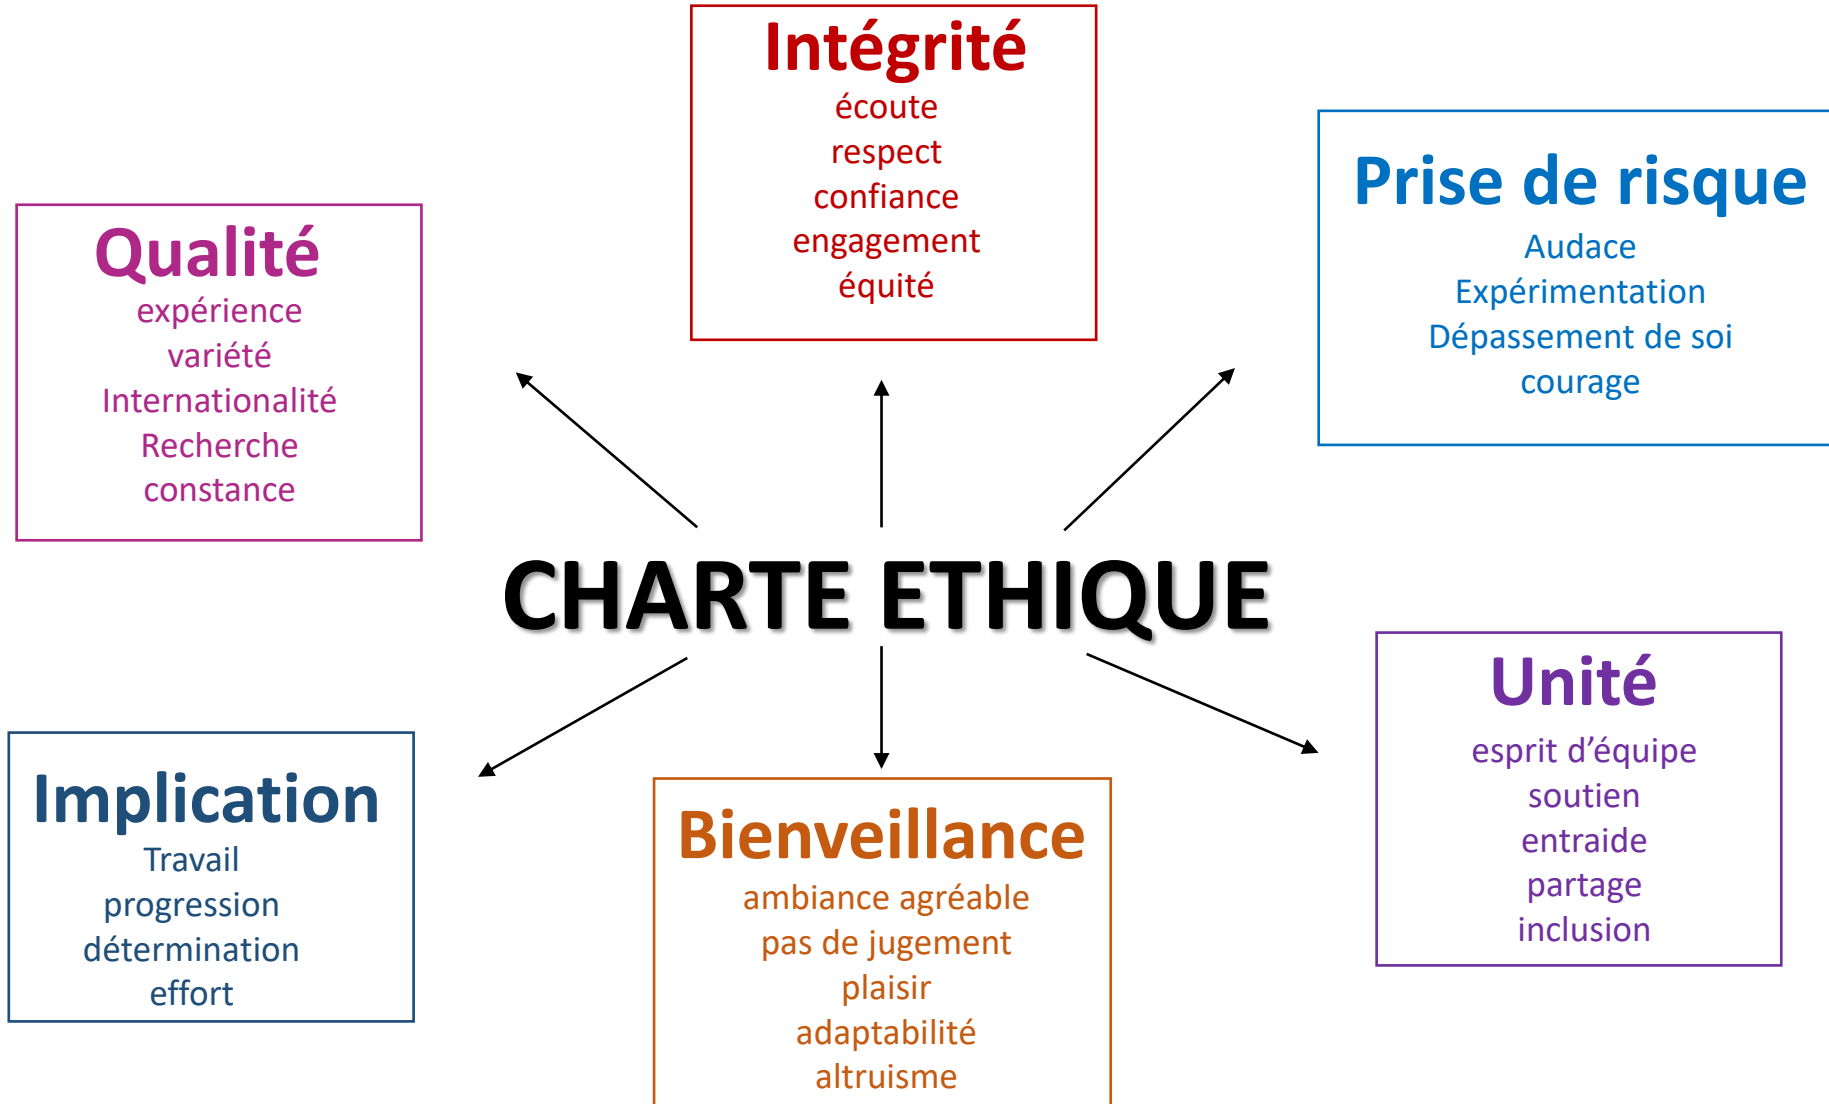 Intégrité
écoute
respect
confiance
engagement
équité
Prise de risque
Audace
Expérimentation
Dépassement de soi
courage
Qualité
expérience
variété
Internationalité
Recherche
constance
CHARTE ETHIQUE
Unité
esprit d’équipe
soutien
entraide
partage
inclusion
Implication
Travail
progression
détermination
effort
Bienveillance
ambiance agréable
pas de jugement
plaisir
adaptabilité
altruisme